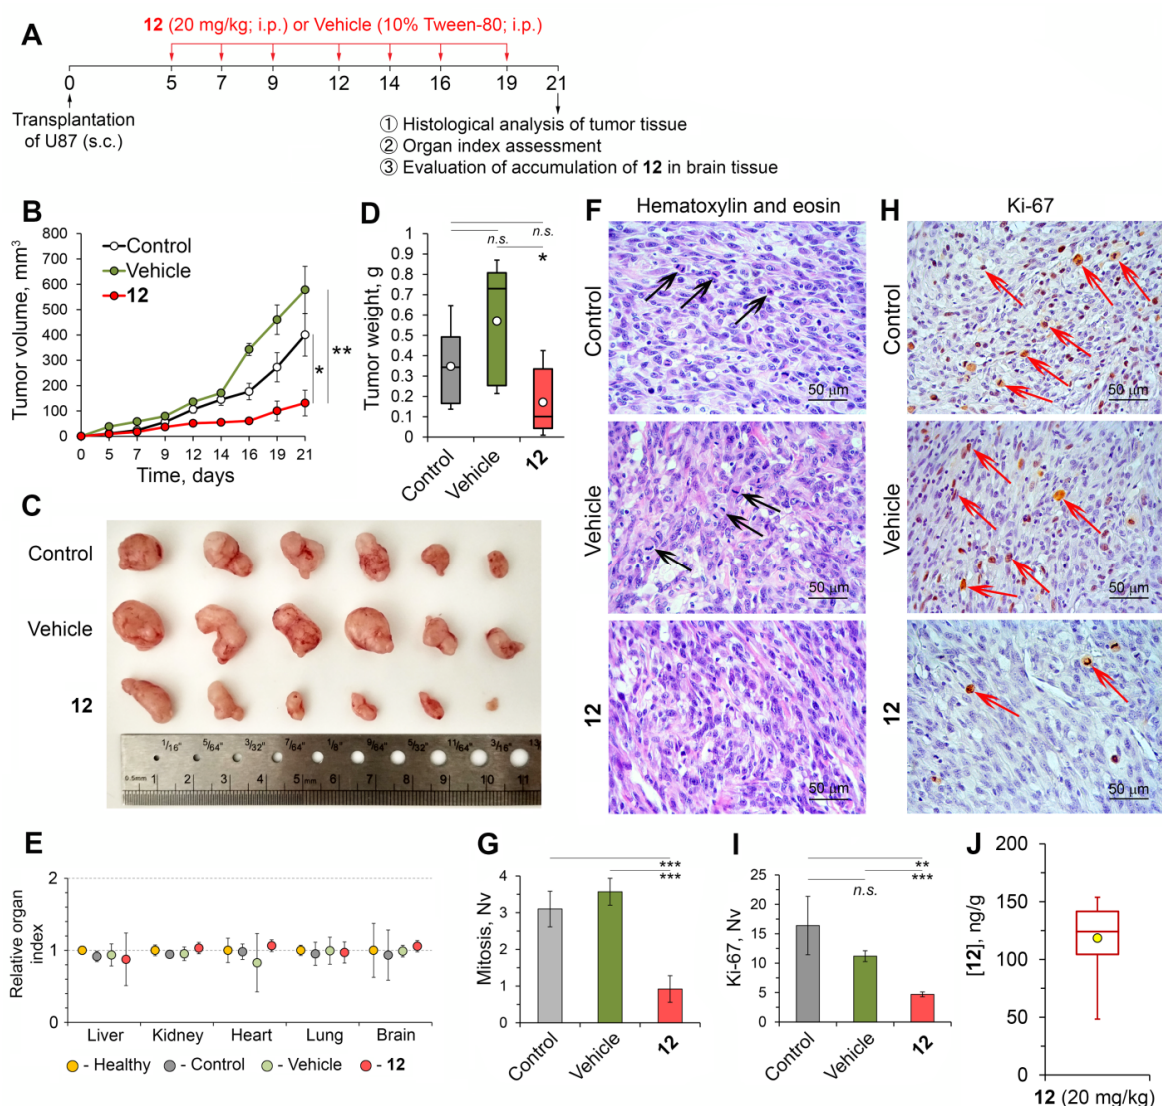 A
12 (20 mg/kg; i.p.) or Vehicle (10% Tween-80; i.p.)
0 5 7 9 12 14 16 19 21
Transplantation
of U87 (s.c.)
① Histological analysis of tumor tissue
② Organ index assessment
③ Evaluation of accumulation of 12 in brain tissue
B
Tumor volume, mm³
800
700
600
500
400
300
200
100
0
Control
Vehicle
12
*
**
0 5 7 9 12 14 16 19 21
Time, days
D
Tumor weight, g
n.s.
n.s.
*
1
0.9
0.8
0.7
0.6
0.5
0.4
0.3
0.2
0.1
0
Control
Vehicle
12
C
Control
Vehicle
12
1/16" 5/64" 3/32" 7/64" 1/8" 9/64" 5/32" 11/64" 3/16" 13
0.5mm 1 2 3 4 5 mm 6 7 8 9 10 11
E
Relative organ
index
2
1
0
Liver Kidney Heart Lung Brain
- Healthy - Control - Vehicle - 12
F
Hematoxylin and eosin
Control
50 µm
Vehicle
50 µm
12
50 µm
H
Ki-67
Control
50 µm
Vehicle
50 µm
12
50 µm
G
Mitosis, Nv
***
***
4
3
2
1
0
Control
Vehicle
12
I
Ki-67, Nv
**
***
n.s.
25
20
15
10
5
0
Control
Vehicle
12
J
[12], ng/g
200
150
100
50
0
12 (20 mg/kg)